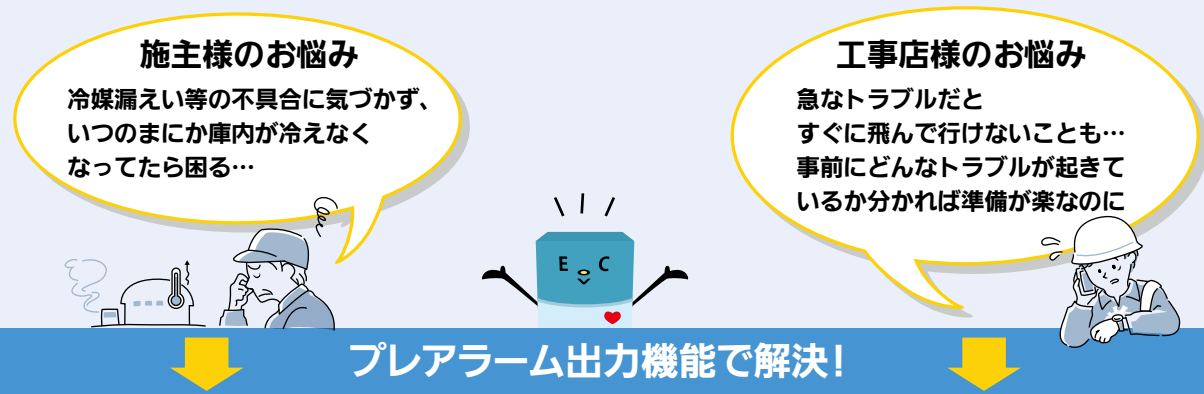 施主様のお悩み
冷媒漏えい等の不具合に気づかず、
いつのまにか庫内が冷えなく
なってたら困る…
工事店様のお悩み
急なトラブルだと
すぐに飛んで行けないことも…
事前にどんなトラブルが起きて
いるか分かれば準備が楽なのに
E C
プレアラーム出力機能で解決!